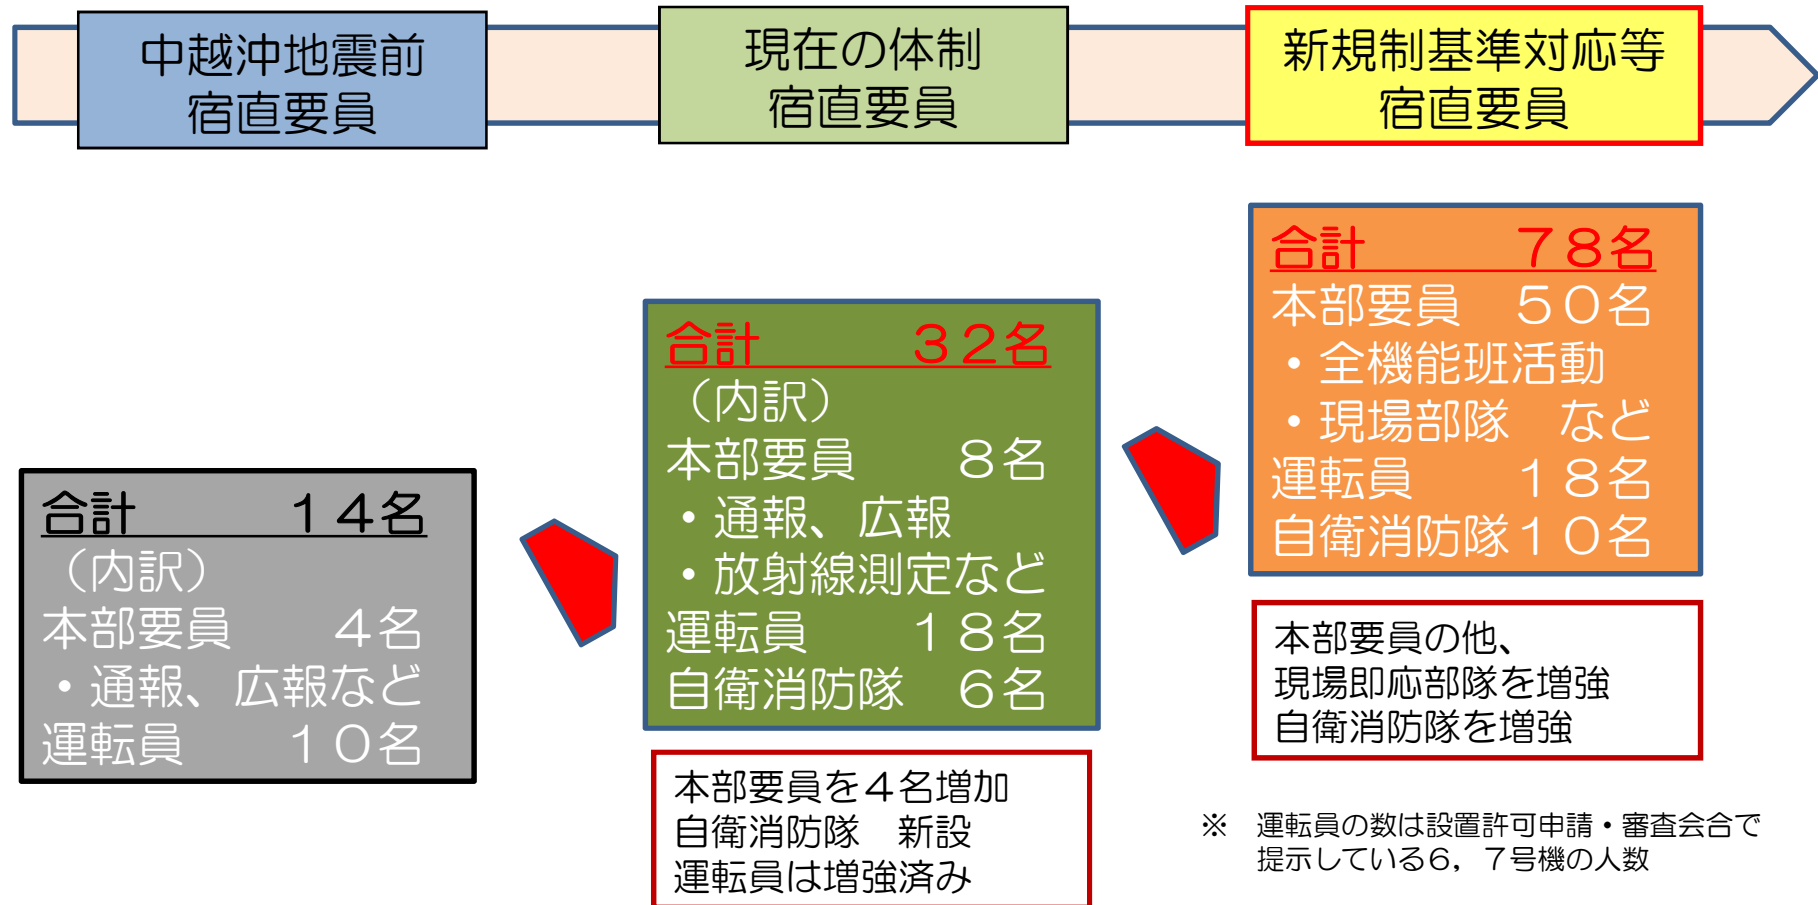 中越沖地震前
宿直要員
現在の体制
宿直要員
新規制基準対応等
宿直要員
合計　　　１４名
（内訳）
本部要員　　４名
・通報、広報など
運転員　　１０名
合計　　　３２名
（内訳）
本部要員　　８名
・通報、広報
・放射線測定など
運転員　　１８名
自衛消防隊　６名
本部要員を４名増加
自衛消防隊　新設
運転員は増強済み
合計　　　７８名
本部要員　５０名
・全機能班活動
・現場部隊　など
運転員　　１８名
自衛消防隊１０名
本部要員の他、
現場即応部隊を増強
自衛消防隊を増強
※　運転員の数は設置許可申請・審査会合で
提示している６，７号機の人数